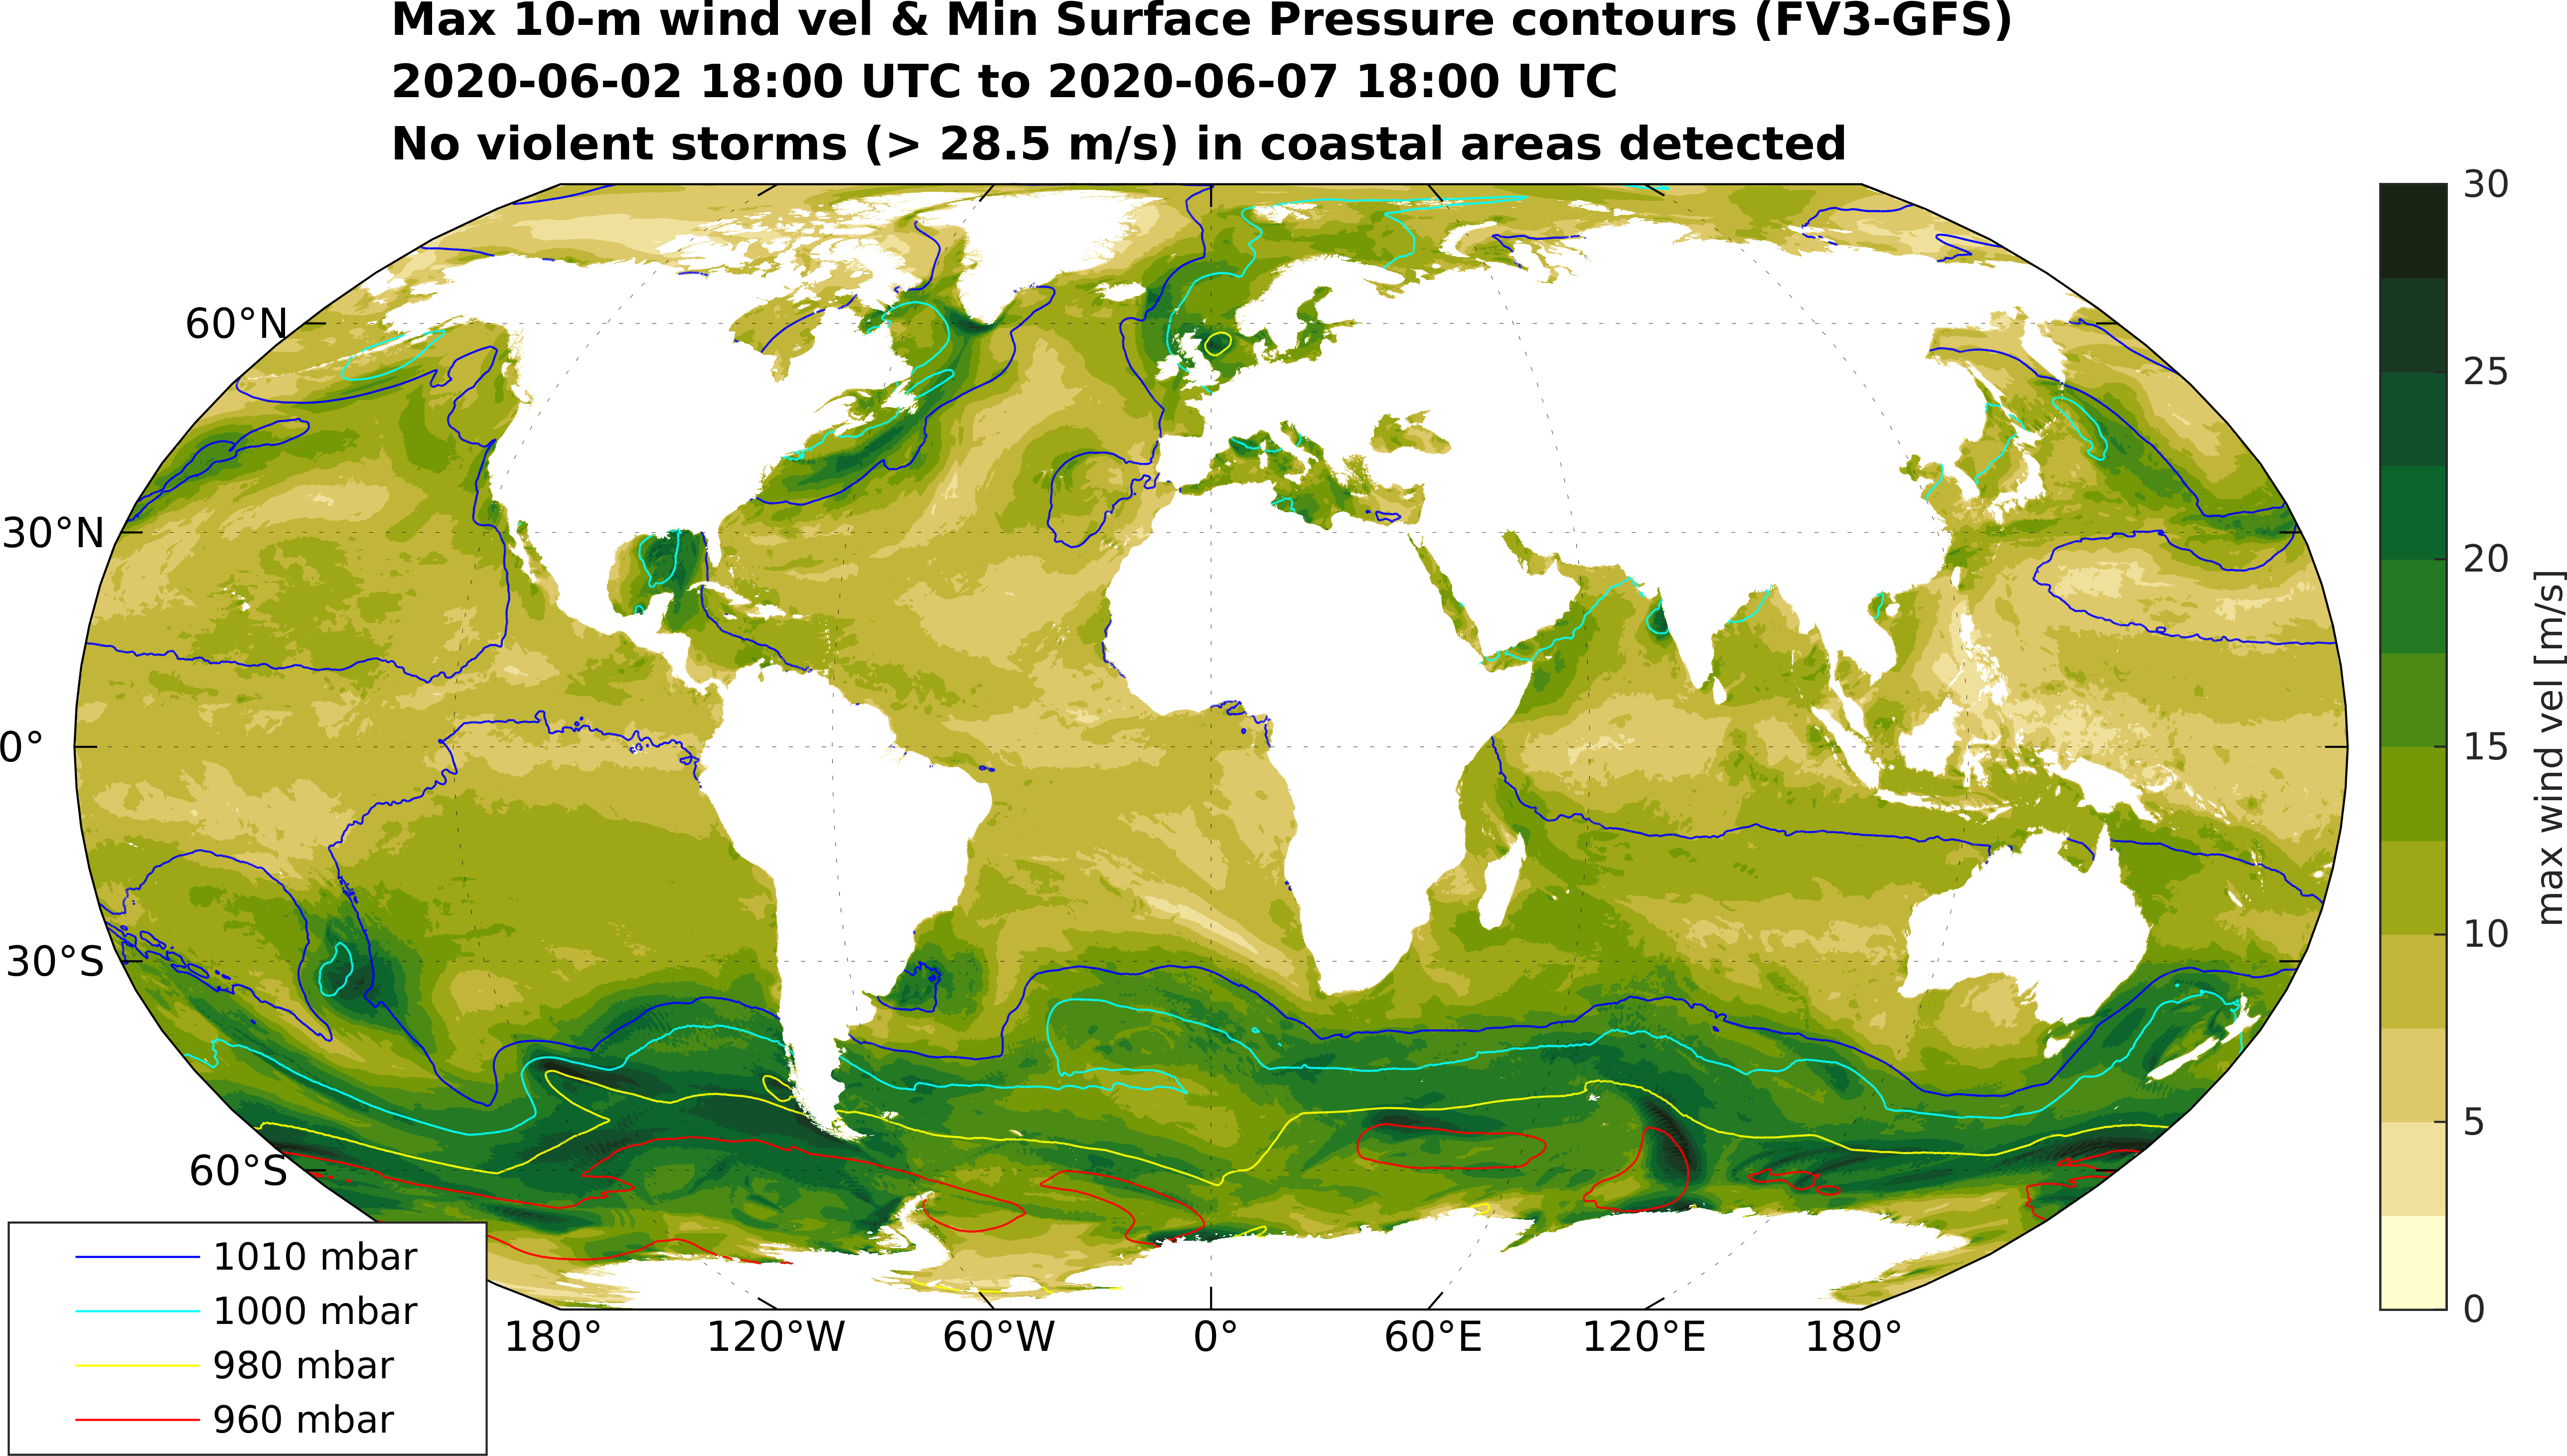 Max 10-m wind vel & Min Surface Pressure contours (FV3-GFS)
2020-06-02 18:00 UTC to 2020-06-07 18:00 UTC
No violent storms (> 28.5 m/s) in coastal areas detected
60°N
30°N
0°
30°S
60°S
180°
120°W
60°W
0°
60°E
120°E
180°
1010 mbar
1000 mbar
980 mbar
960 mbar
30
25
20
15
10
5
0
max wind vel [m/s]